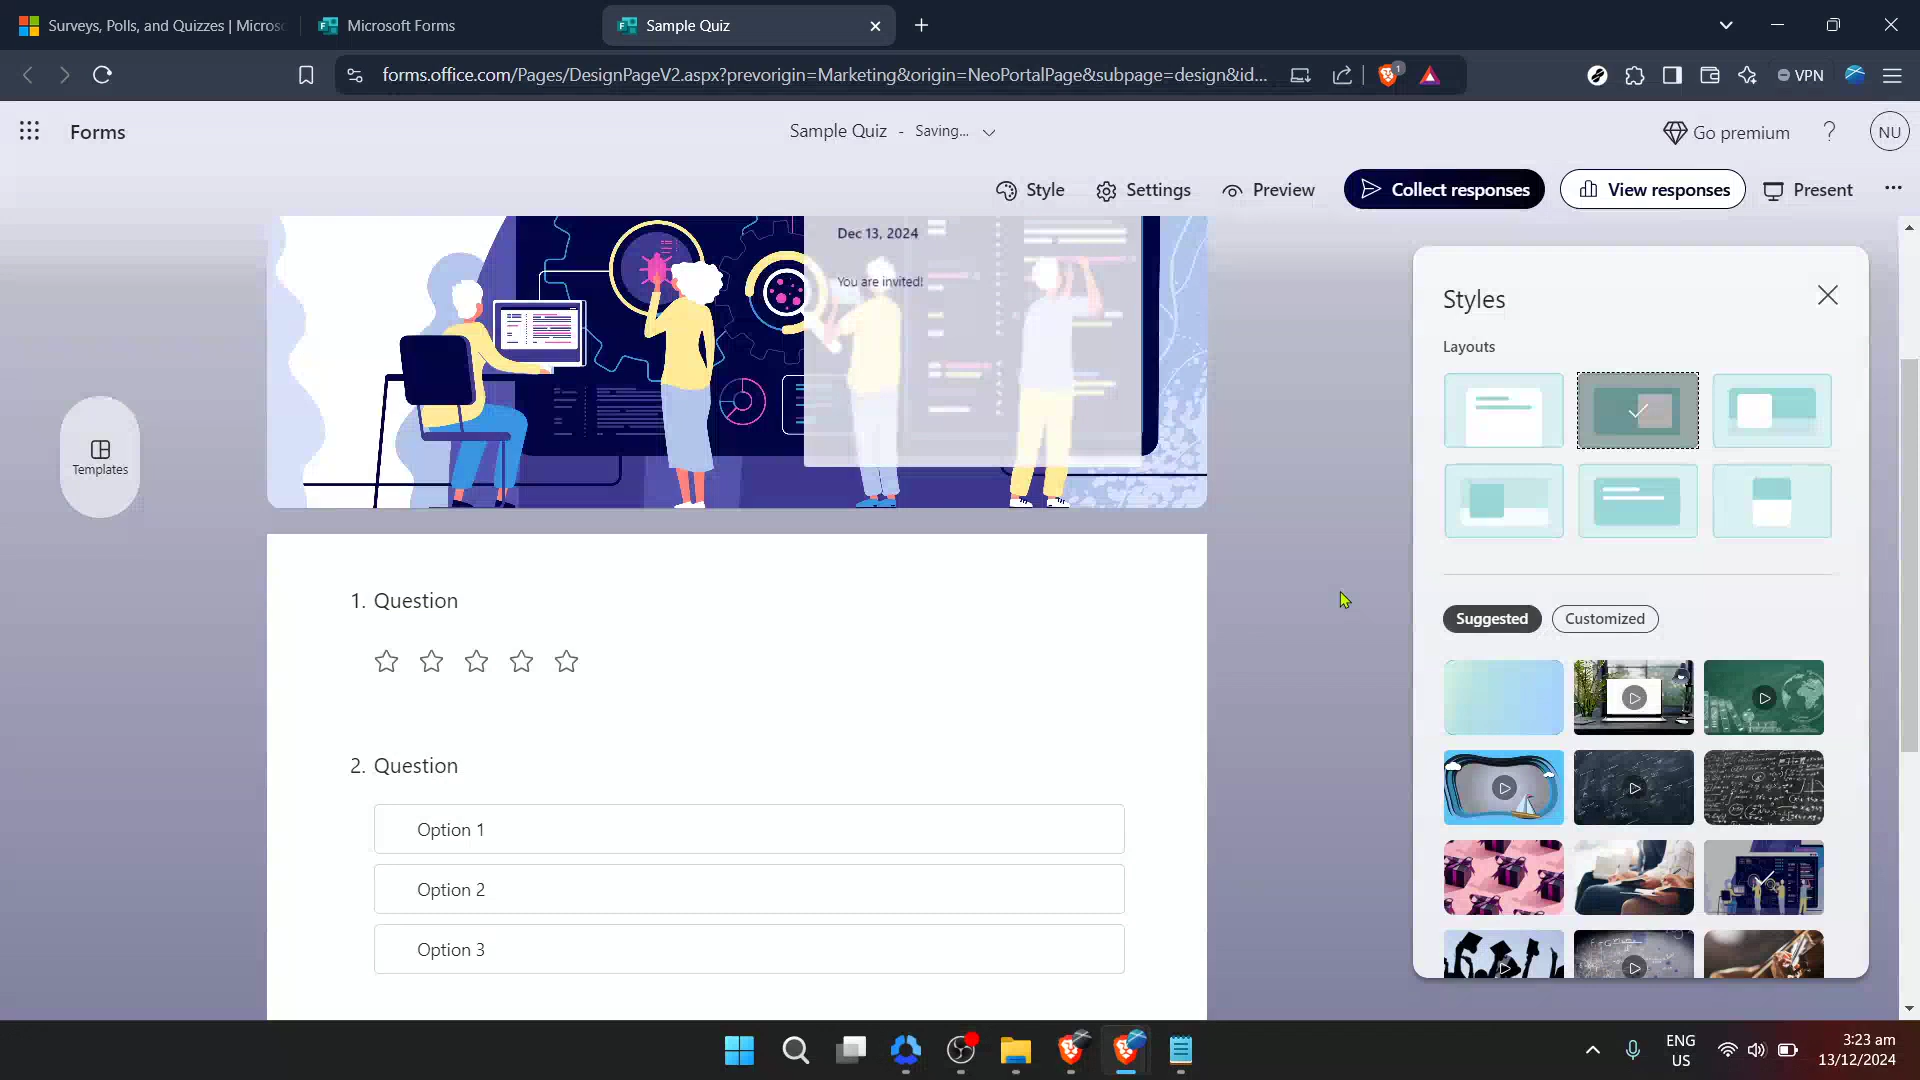 Surveys, Polls, and Quizzes | Micros
Microsoft Forms
Sample Quiz
forms.office.com/Pages/DesignPageV2.aspx?prevorigin=Marketing&origin=NeoPortalPage&subpage=design&id...
1
VPN
Forms
Sample Quiz - Saving...
Go premium
?
NU
Style
Settings
Preview
Collect responses
View responses
Present
Dec 13, 2024
You are invited!
Templates
1. Question
2. Question
Option 1
Option 2
Option 3
Styles
Layouts
Suggested
Customized
ENG
US
3:23 am
13/12/2024